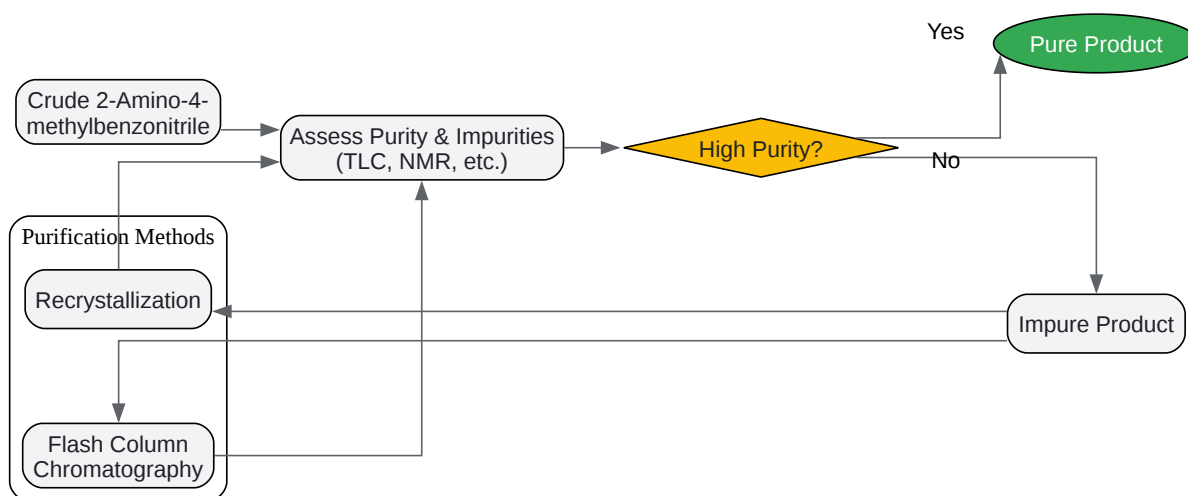 Yes
Pure Product
Crude 2-Amino-4-
methylbenzonitrile
Assess Purity & Impurities
(TLC, NMR, etc.)
High Purity?
No
Purification Methods
Recrystallization
Impure Product
Flash Column
Chromatography